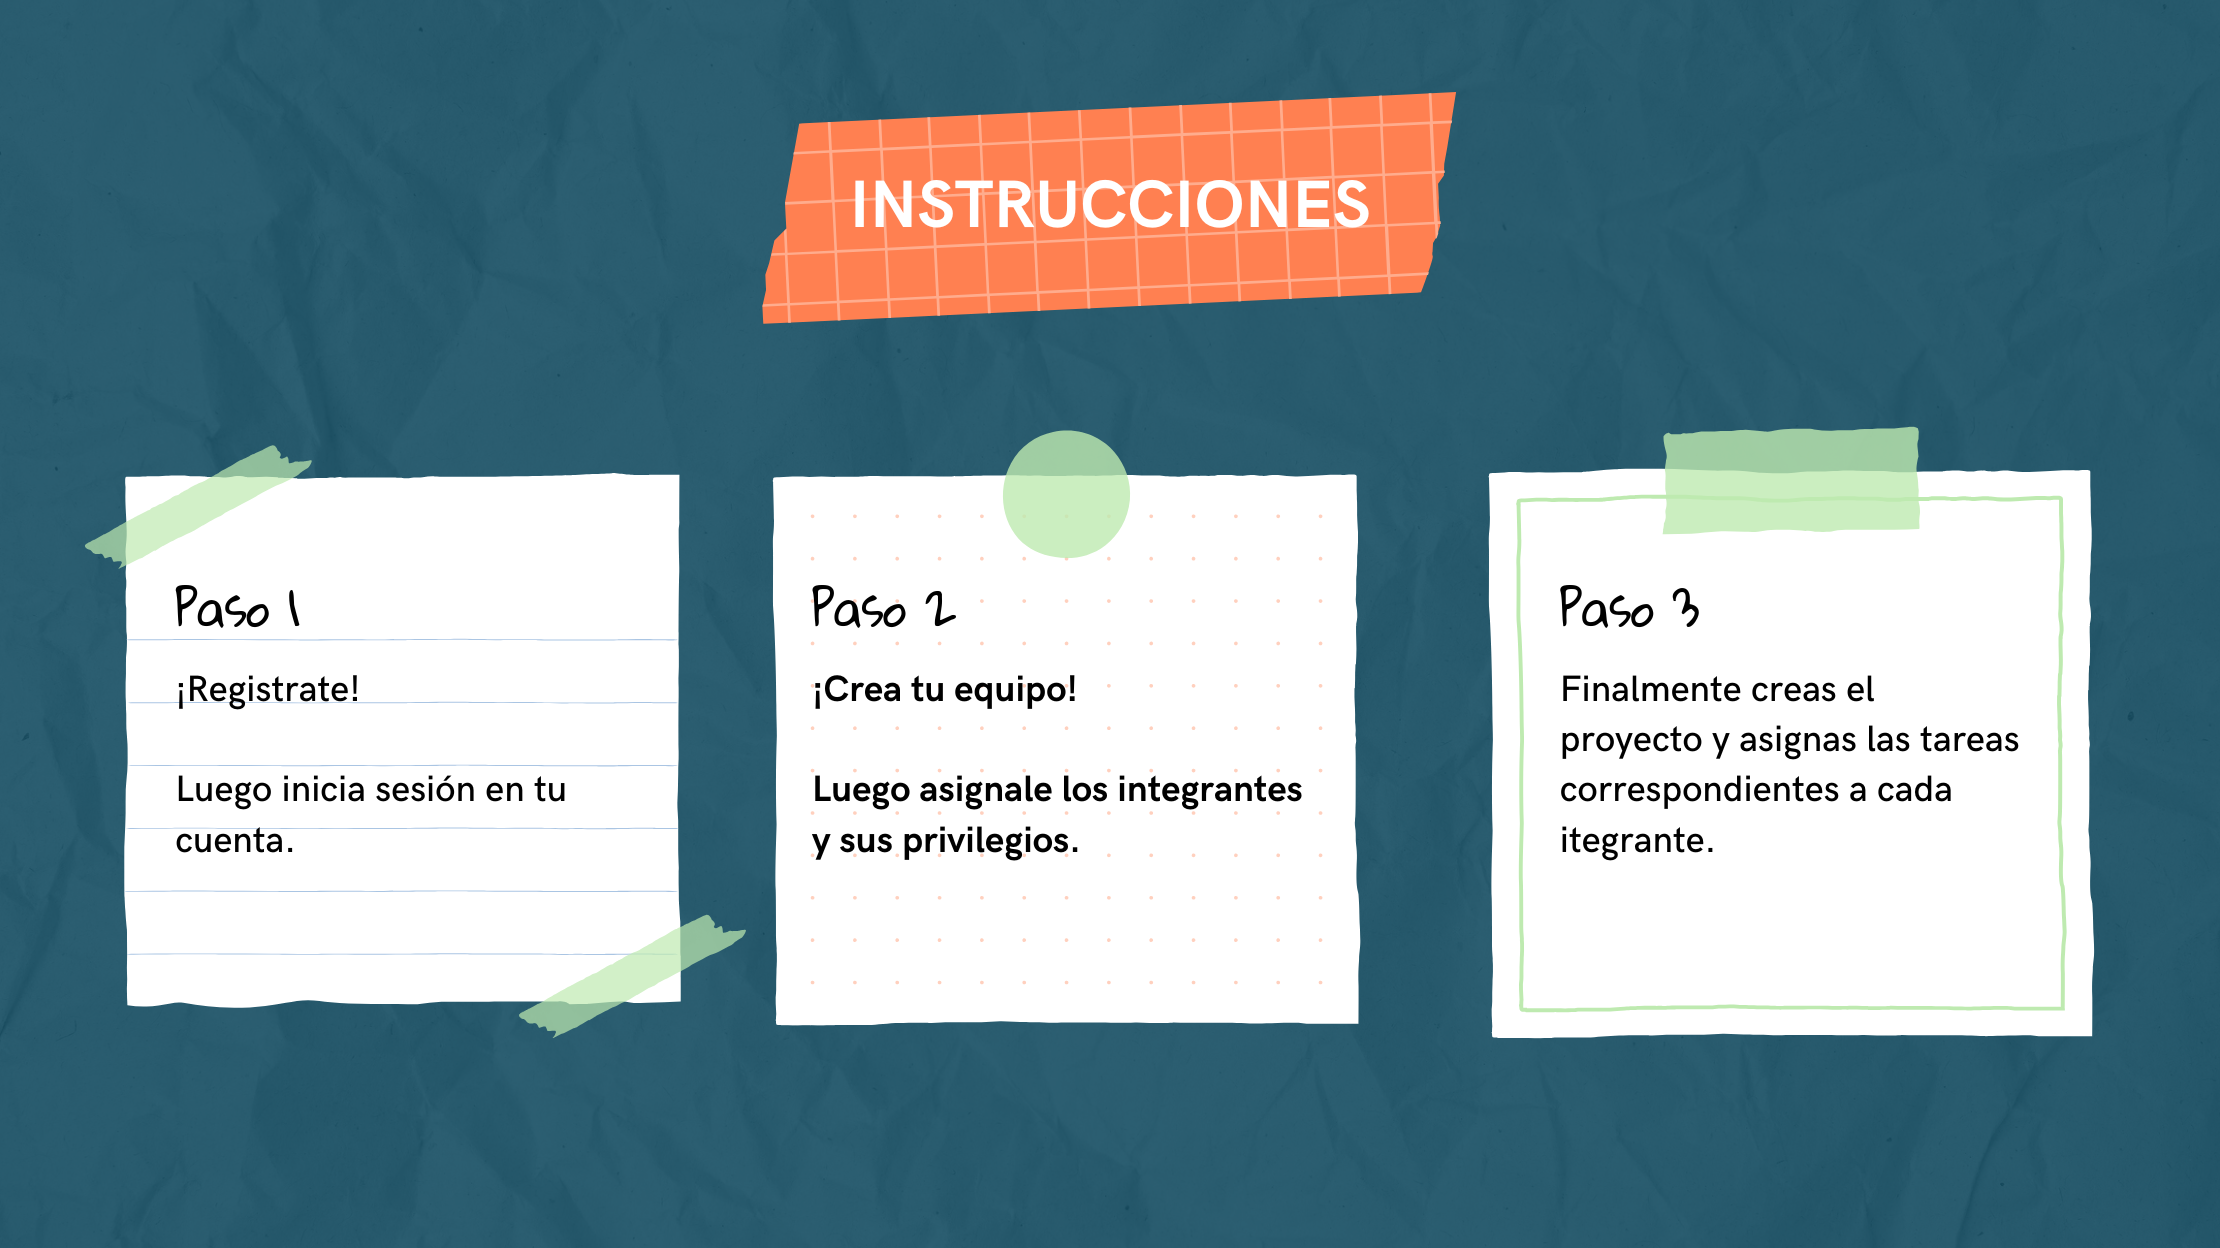 INSTRUCCIONES
Paso 1
¡Registrate!
Luego inicia sesión en tu
cuenta.
Paso 2
¡Crea tu equipo!
Luego asignale los integrantes
y sus privilegios.
Paso 3
Finalmente creas el
proyecto y asignas las tareas
correspondientes a cada
itegrante.